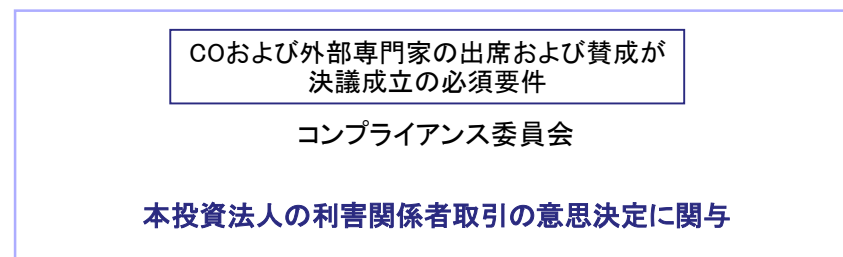 COおよび外部専門家の出席および賛成が
決議成立の必須要件
コンプライアンス委員会
本投資法人の利害関係者取引の意思決定に関与